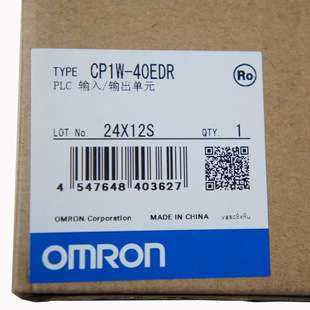 TYPE CP1W-40EDR
Ro
PLC 输入/输出单元
LOT No. 24X12S QTY. 1
4 547648 403627
OMRON Corporation MADE IN CHINA
OMRON